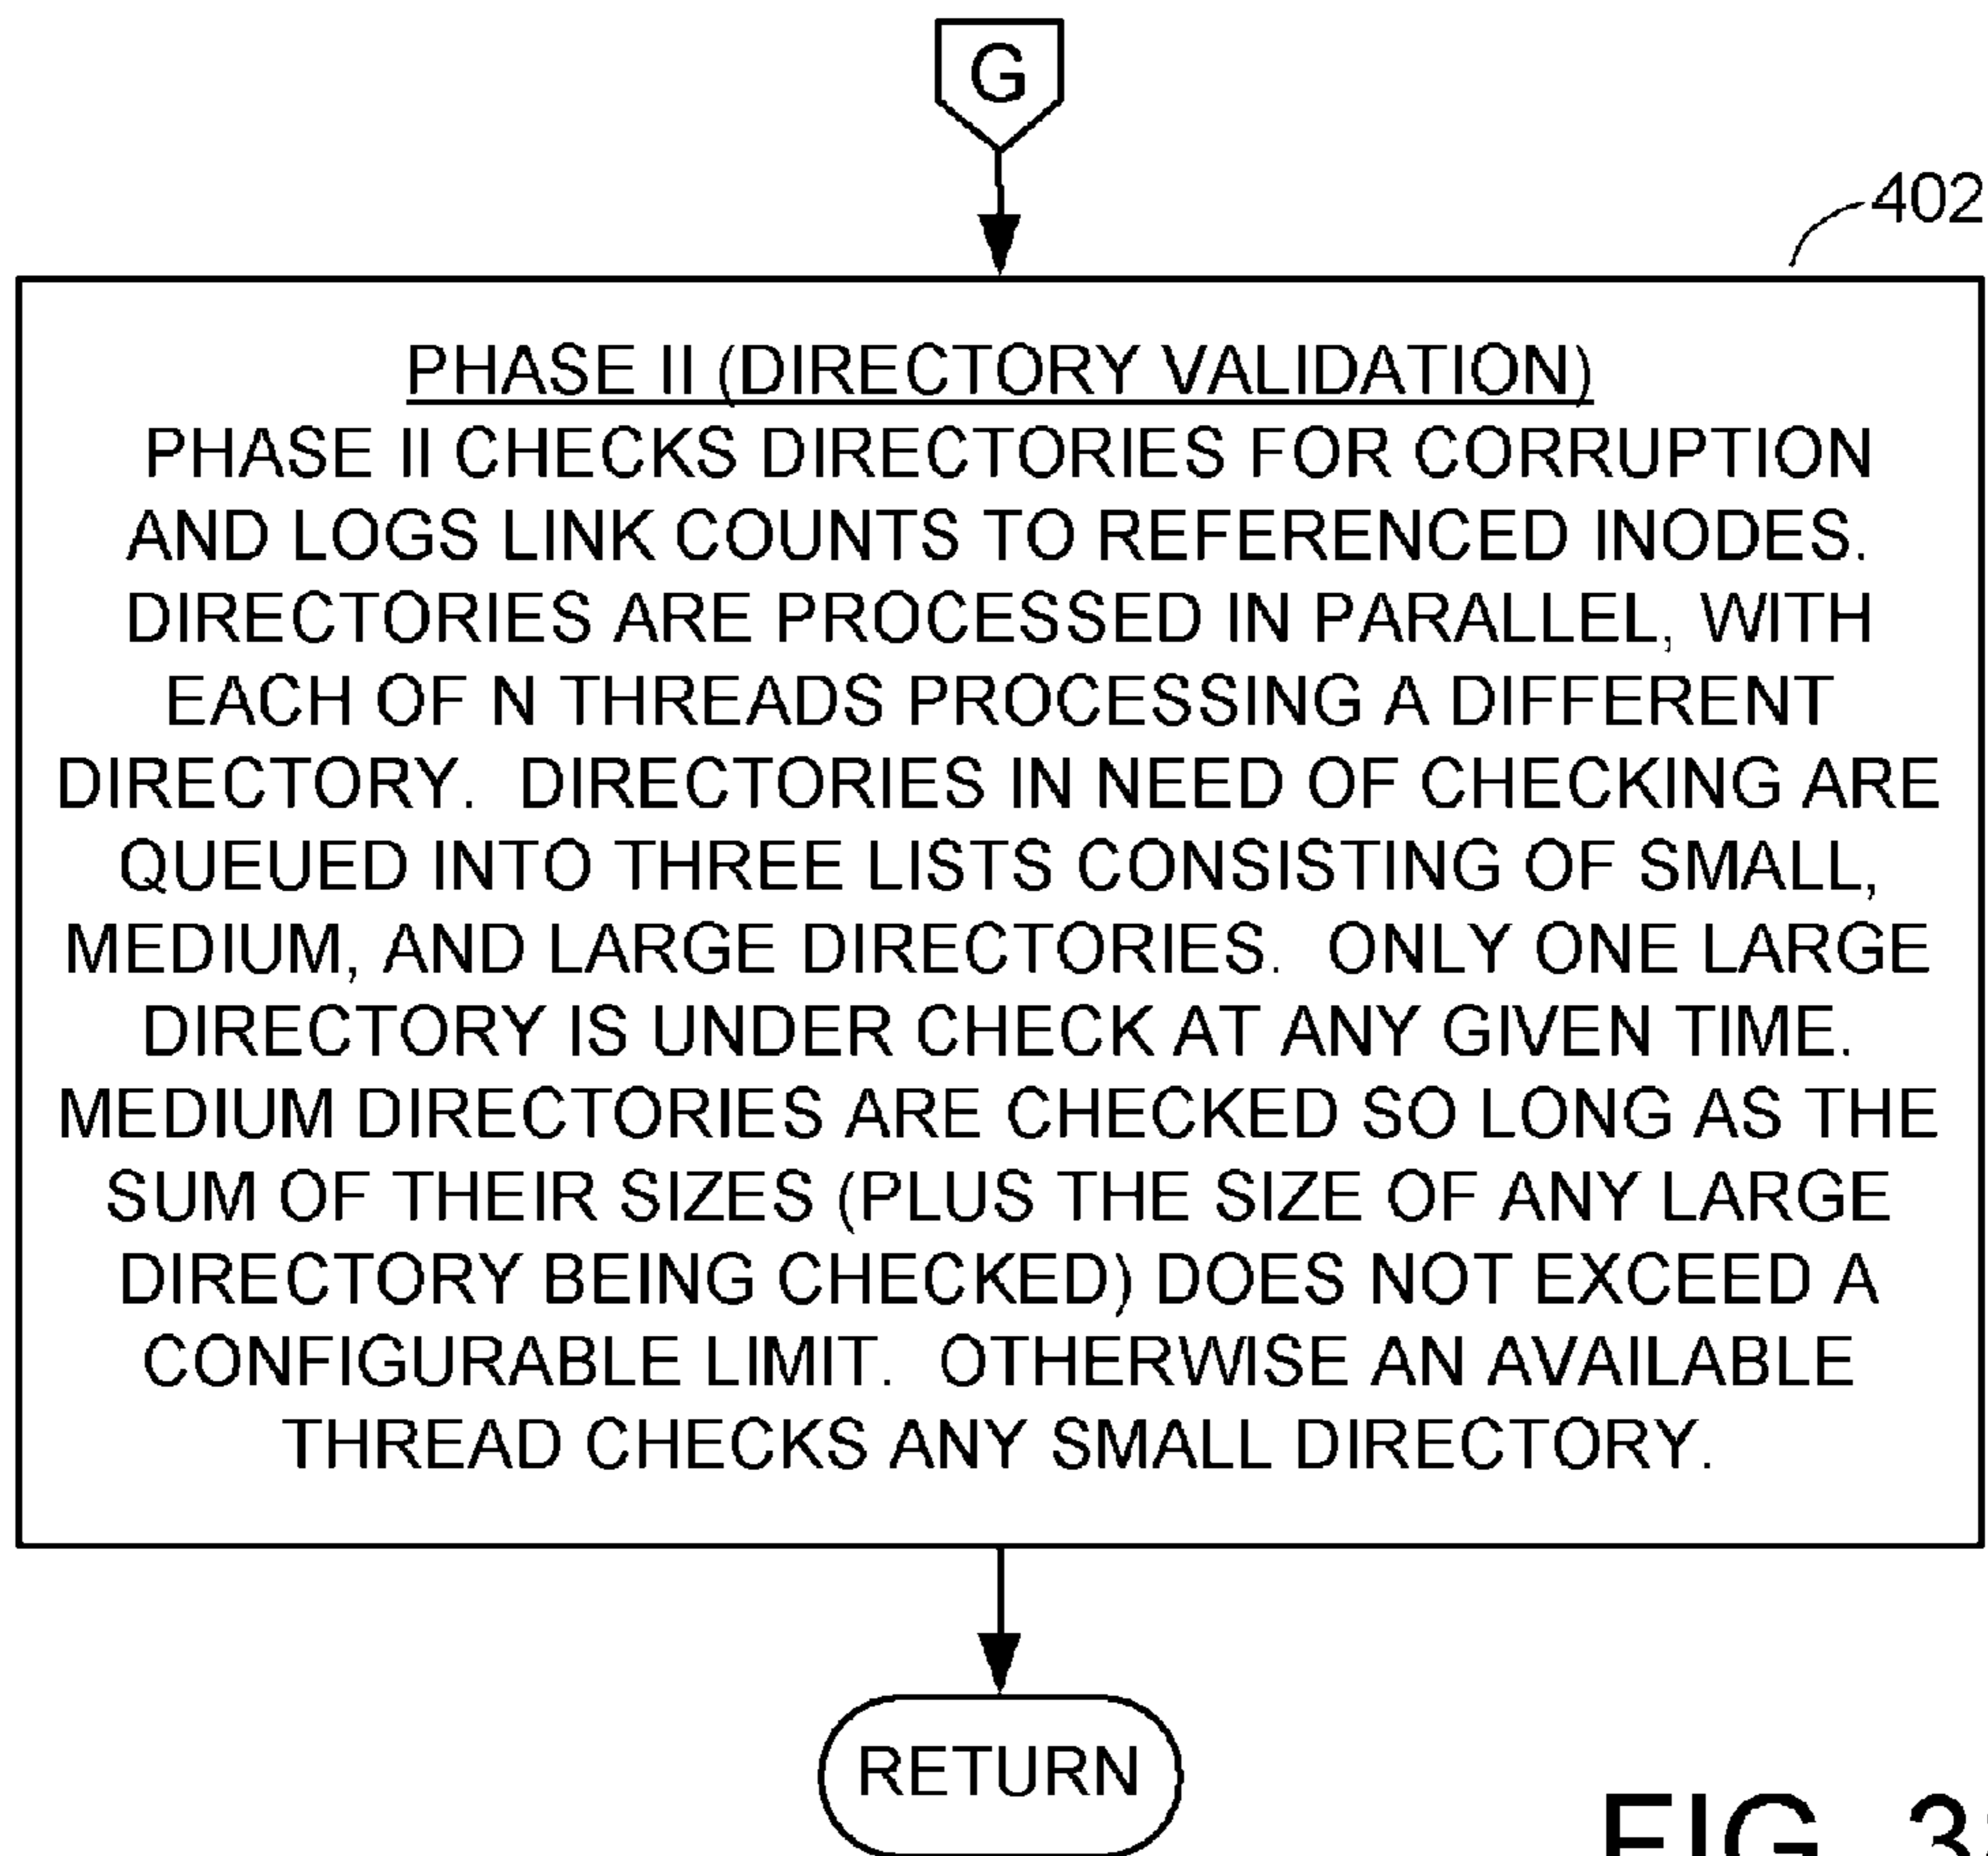 G
402
PHASE II (DIRECTORY VALIDATION)
PHASE II CHECKS DIRECTORIES FOR CORRUPTION
AND LOGS LINK COUNTS TO REFERENCED INODES.
DIRECTORIES ARE PROCESSED IN PARALLEL, WITH
EACH OF N THREADS PROCESSING A DIFFERENT
DIRECTORY. DIRECTORIES IN NEED OF CHECKING ARE
QUEUED INTO THREE LISTS CONSISTING OF SMALL,
MEDIUM, AND LARGE DIRECTORIES. ONLY ONE LARGE
DIRECTORY IS UNDER CHECK AT ANY GIVEN TIME.
MEDIUM DIRECTORIES ARE CHECKED SO LONG AS THE
SUM OF THEIR SIZES (PLUS THE SIZE OF ANY LARGE
DIRECTORY BEING CHECKED) DOES NOT EXCEED A
CONFIGURABLE LIMIT. OTHERWISE AN AVAILABLE
THREAD CHECKS ANY SMALL DIRECTORY.
RETURN
FIG.